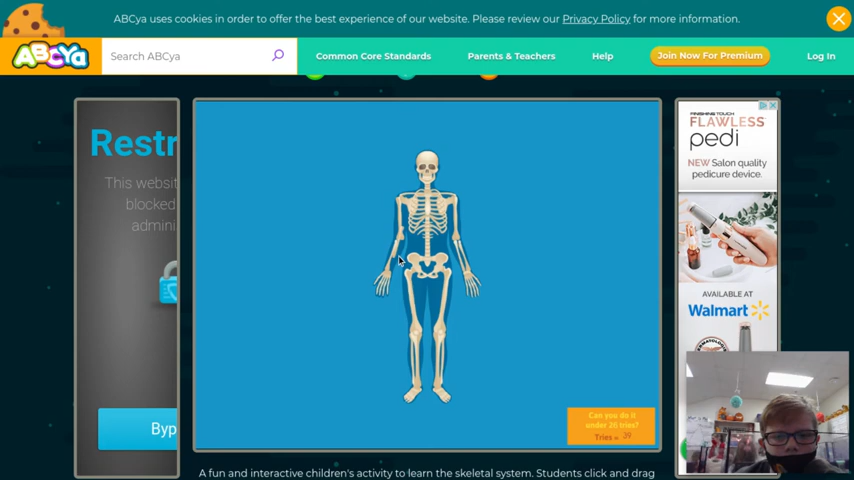 ABCya uses cookies in order to offer the best experience of our website. Please review our Privacy Policy for more information.
ABCYa
Search ABCya
Common Core Standards
Parents & Teachers
Help
Join Now For Premium
Log In
Restr
This websit
blocked
admini
Byp
Can you do it
under 26 tries?
Tries = 39
FINISHING TOUCH
FLAWLESS
pedi
NEW Salon quality
pedicure device.
AVAILABLE AT
Walmart
A fun and interactive children's activity to learn the skeletal system. Students click and drag